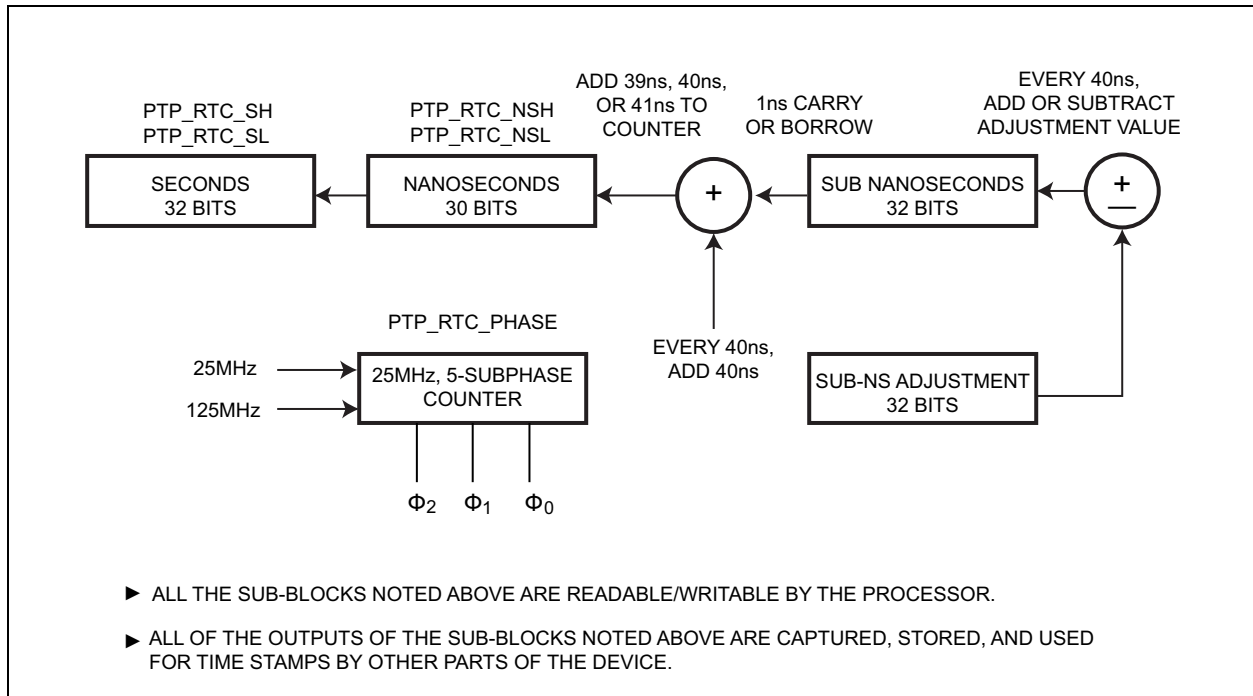 PTP_RTC_SH
PTP_RTC_SL
SECONDS
32 BITS
PTP_RTC_NSH
PTP_RTC_NSL
NANOSECONDS
30 BITS
ADD 39ns, 40ns,
OR 41ns TO
COUNTER
+
1ns CARRY
OR BORROW
SUB NANOSECONDS
32 BITS
EVERY 40ns,
ADD OR SUBTRACT
ADJUSTMENT VALUE
+
—
PTP_RTC_PHASE
25MHz
125MHz
25MHz, 5-SUBPHASE
COUNTER
Φ2 Φ1 Φ0
EVERY 40ns,
ADD 40ns
SUB-NS ADJUSTMENT
32 BITS
► ALL THE SUB-BLOCKS NOTED ABOVE ARE READABLE/WRITABLE BY THE PROCESSOR.
► ALL OF THE OUTPUTS OF THE SUB-BLOCKS NOTED ABOVE ARE CAPTURED, STORED, AND USED
FOR TIME STAMPS BY OTHER PARTS OF THE DEVICE.